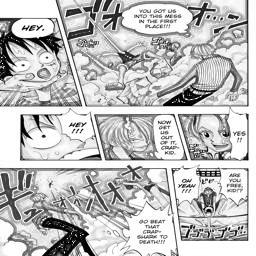 YOU GOT US
INTO THIS MESS
IN THE
FIRST
PLACE!!!
HEY.
YES
!!
NOW
GET
US
OUT OF
IT,
CRAP-
KID.
HEY
!!!
ARE
YOU
FREE,
KID!?
OH
YEAH!!!
GO BEAT
THAT
CRAP-
SHARK TO
DEATH!!!